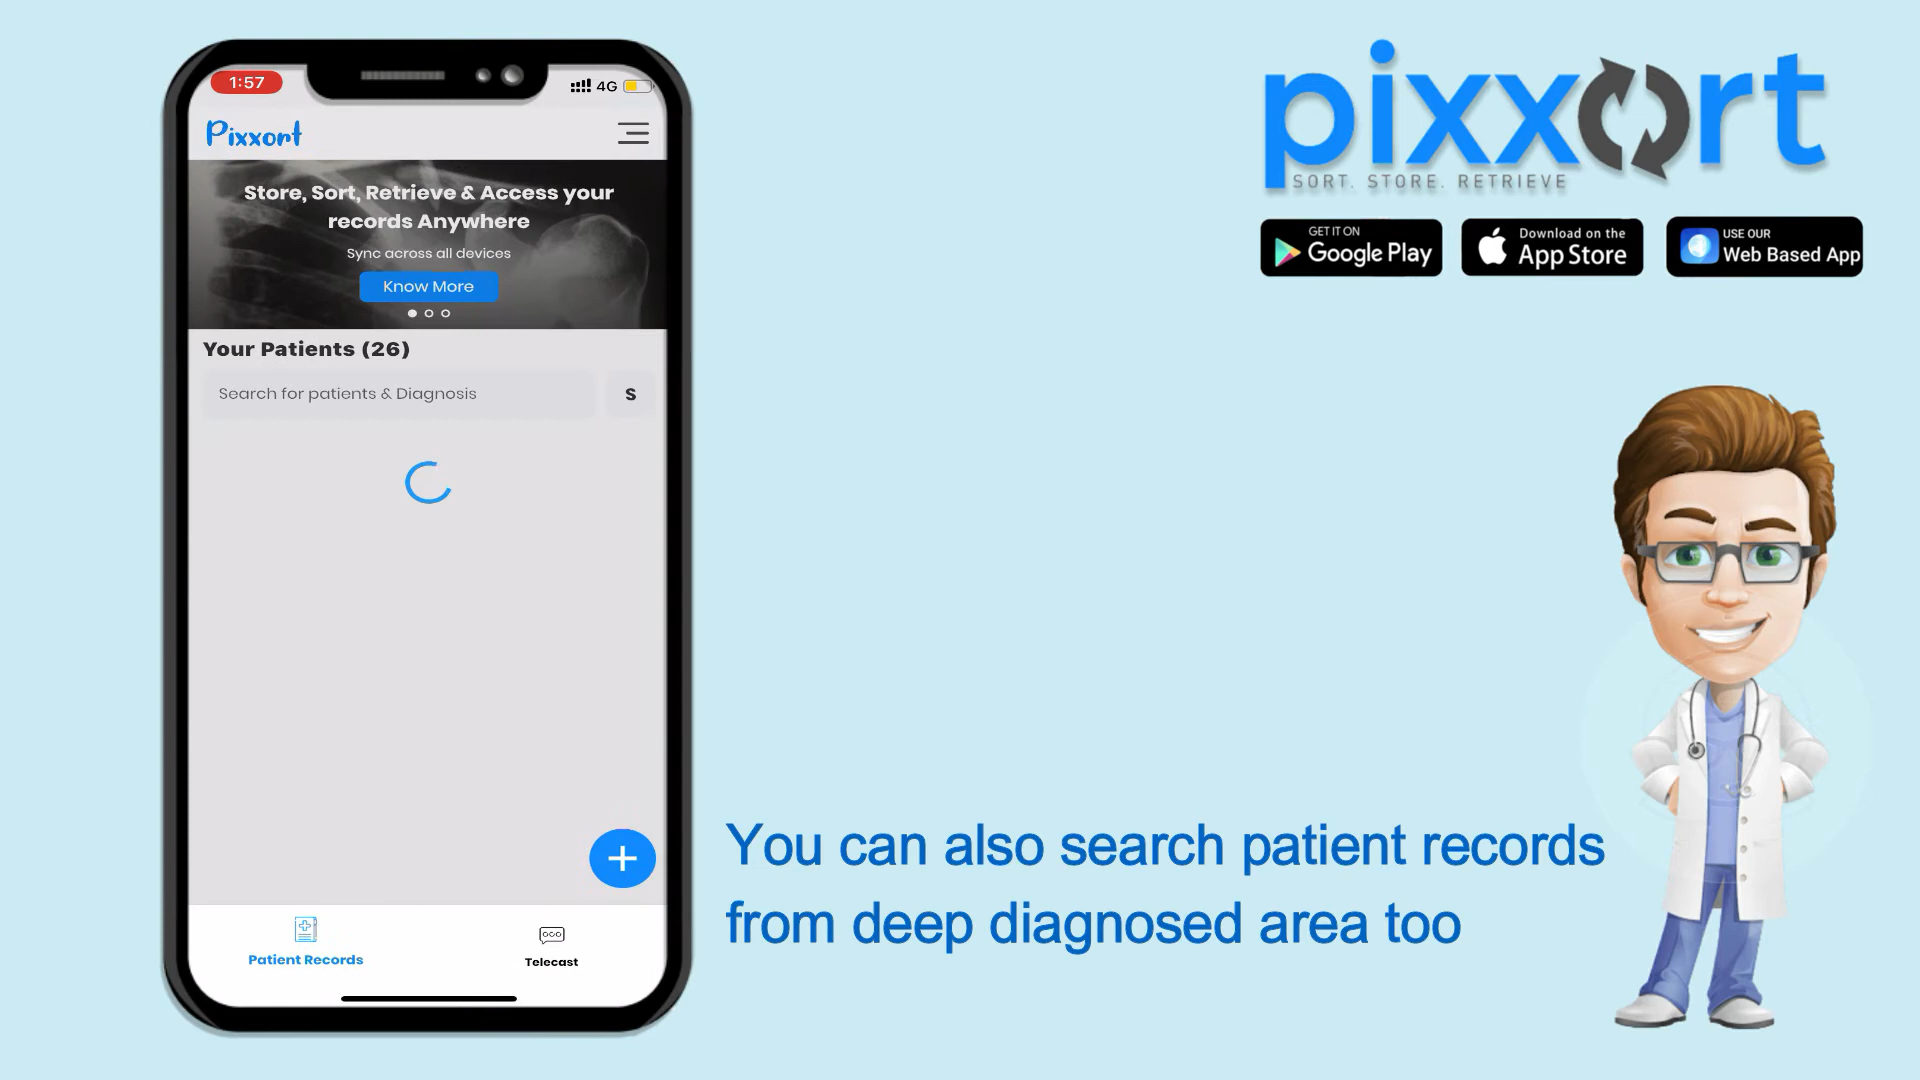 1:57
4G
Pixxort
Store, Sort, Retrieve & Access your
records Anywhere
Sync across all devices
Know More
Your Patients (26)
Search for patients & Diagnosis
S
Patient Records
Telecast
pixxort
SORT. STORE. RETRIEVE
GET IT ON
Google Play
Download on the
App Store
USE OUR
Web Based App
You can also search patient records
from deep diagnosed area too